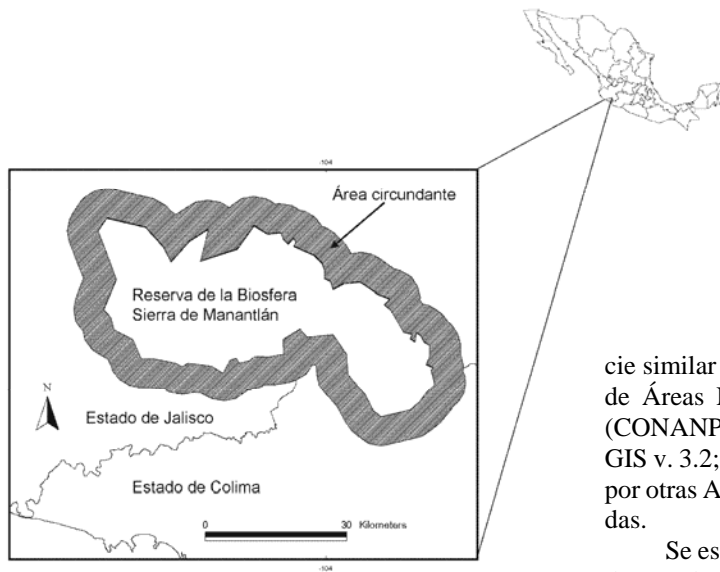 -104
Área circundante
Reserva de la Biosfera
Sierra de Manantlán
N
Estado de Jalisco
Estado de Colima
0 30 Kilometers
-104
cie similar
de Áreas
(CONANP
GIS v. 3.2;
por otras A
das.
Se es